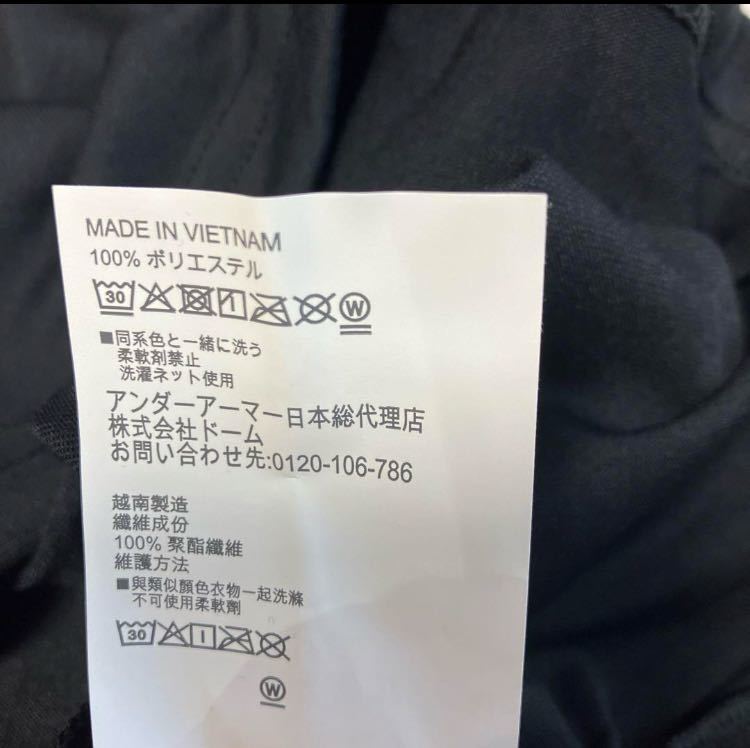 MADE IN VIETNAM
100% ポリエステル
30 W
■同系色と一緒に洗う
柔軟剤禁止
洗濯ネット使用
アンダーアーマー日本総代理店
株式会社ドーム
お問い合わせ先:0120-106-786
越南製造
纖維成份
100% 聚酯纖維
維護方法
■與類似顏色衣物一起洗滌
不可使用柔軟劑
30
W